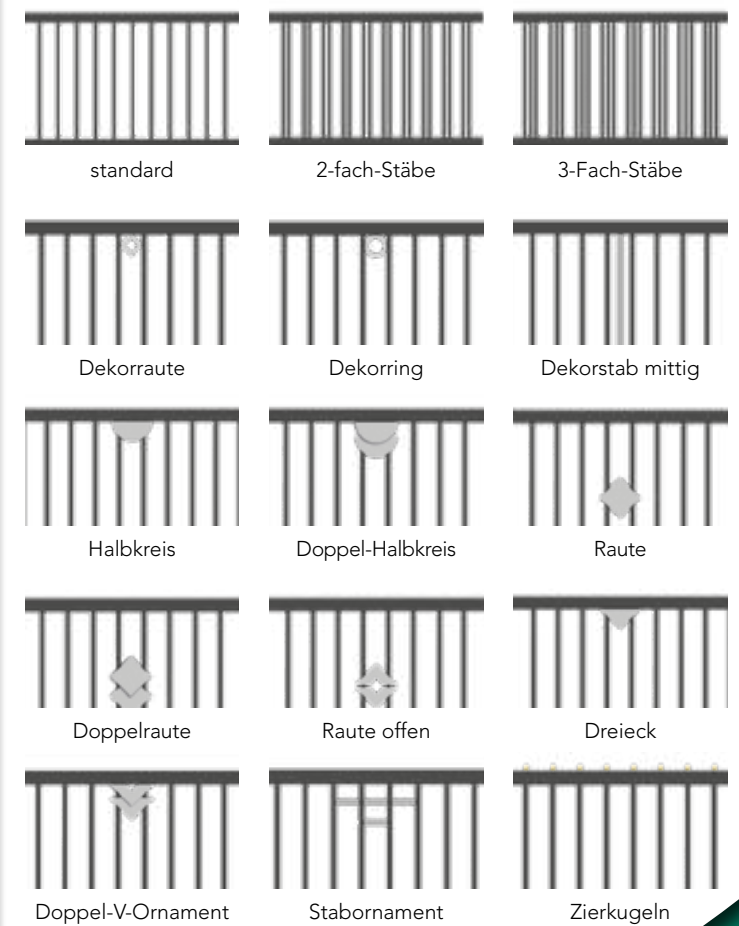 standard
2-fach-Stäbe
3-Fach-Stäbe
Dekorraute
Dekorring
Dekorstab mittig
Halbkreis
Doppel-Halbkreis
Raute
Doppelraute
Raute offen
Dreieck
Doppel-V-Ornament
Stabornament
Zierkugeln